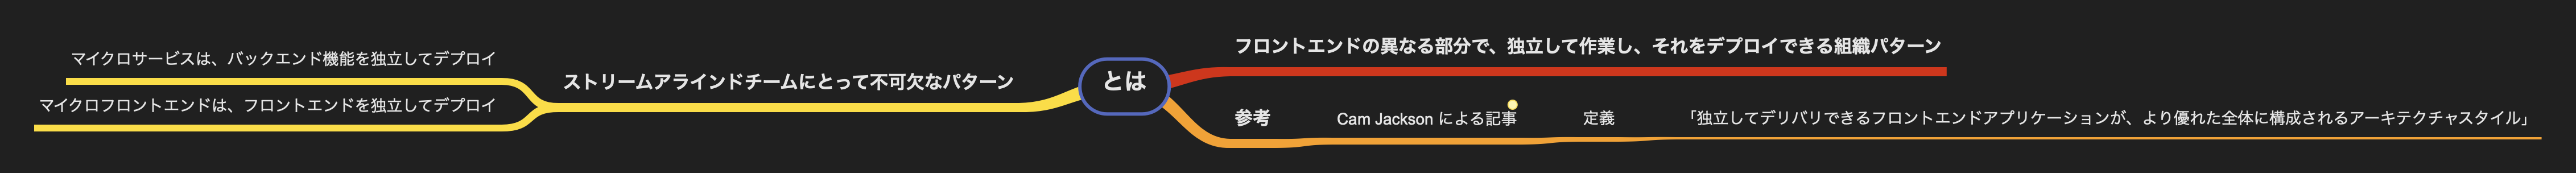 とは
フロントエンドの異なる部分で、独立して作業し、それをデプロイできる組織パターン
参考
Cam Jackson による記事
定義
「独立してデリバリできるフロントエンドアプリケーションが、より優れた全体に構成されるアーキテクチャスタイル」
ストリームアラインドチームにとって不可欠なパターン
マイクロサービスは、バックエンド機能を独立してデプロイ
マイクロフロントエンドは、フロントエンドを独立してデプロイ